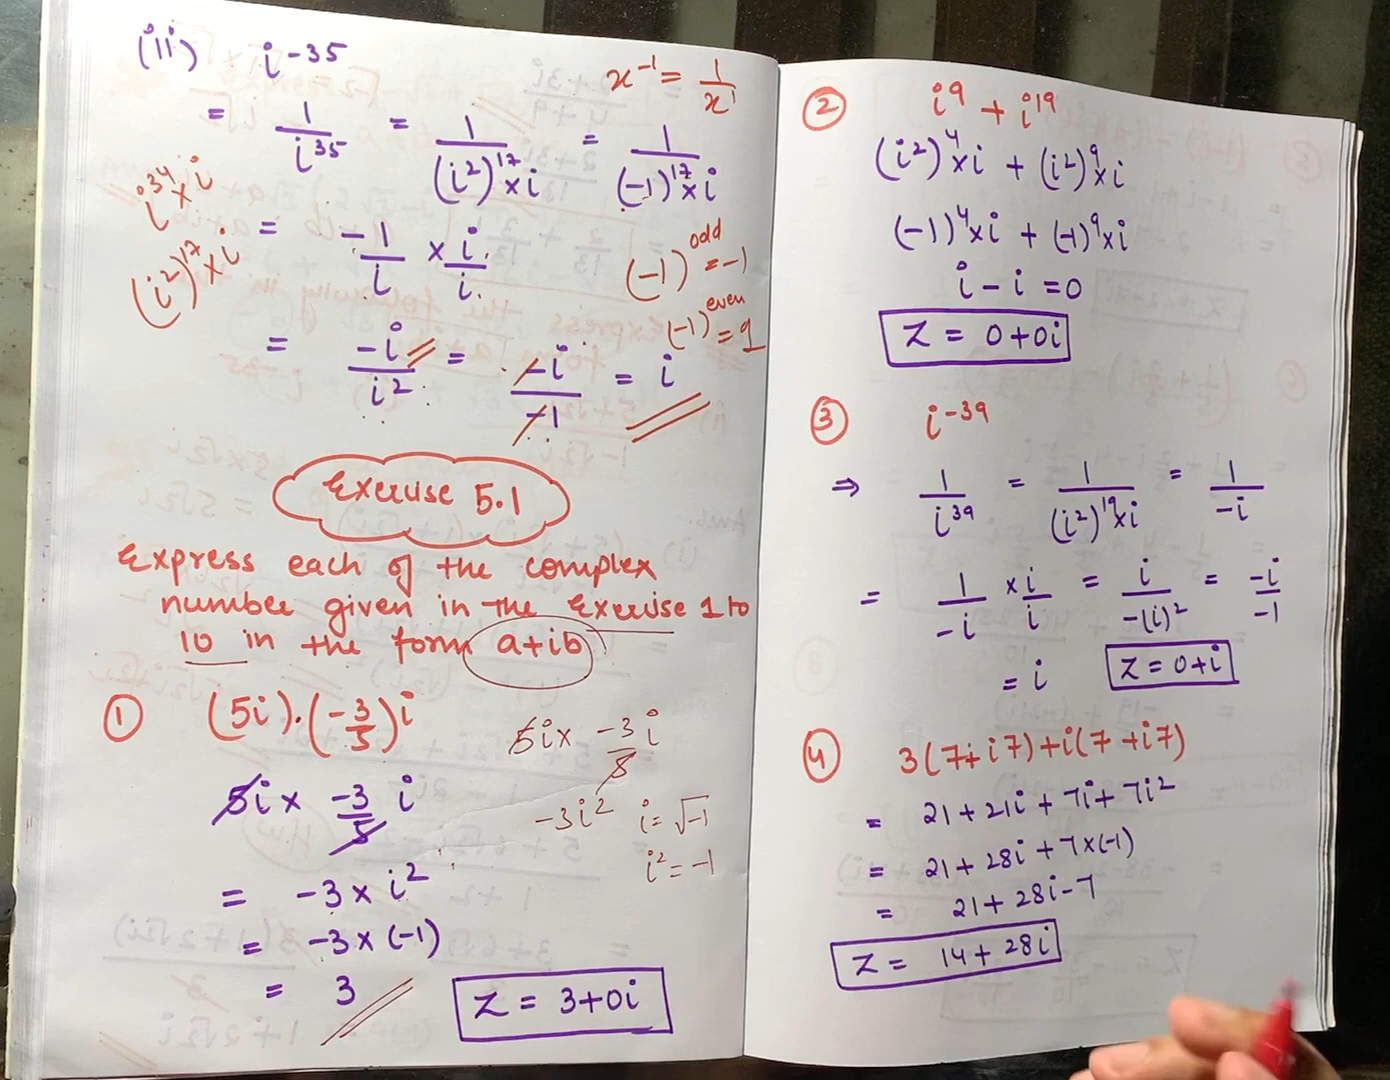 (iii) i^-35
x^-1 = 1/x^1
= 1/i^35 = 1/((i^2)^17 × i) = 1/((-1)^17 × i)
i^34 × i
(i^2)^17 × i
= -1/i × i/i
(-1)^odd = -1
(-1)^even = 1
= -i/i^2 = -i/-1 = i
Exercise 5.1
Express each of the complex
number given in the Exercise 1 to
10 in the form a+ib
① (5i)·(-3/5)i
5i × -3/5 i
= -3 × i^2
= -3 × (-1)
= 3
Z = 3+0i
5i × -3i/5
-3i^2 i = √-1
i^2 = -1
② i^9 + i^19
(i^2)^4 × i + (i^2)^9 × i
(-1)^4 × i + (-1)^9 × i
i - i = 0
Z = 0+0i
③ i^-39
⇒ 1/i^39 = 1/((i^2)^19 × i) = 1/-i
= 1/-i × i/i = i/-(i)^2 = -i/-1
= i
Z = 0+i
④ 3(7+i7)+i(7+i7)
= 21+21i+7i+7i^2
= 21+28i+7×(-1)
= 21+28i-7
Z = 14+28i